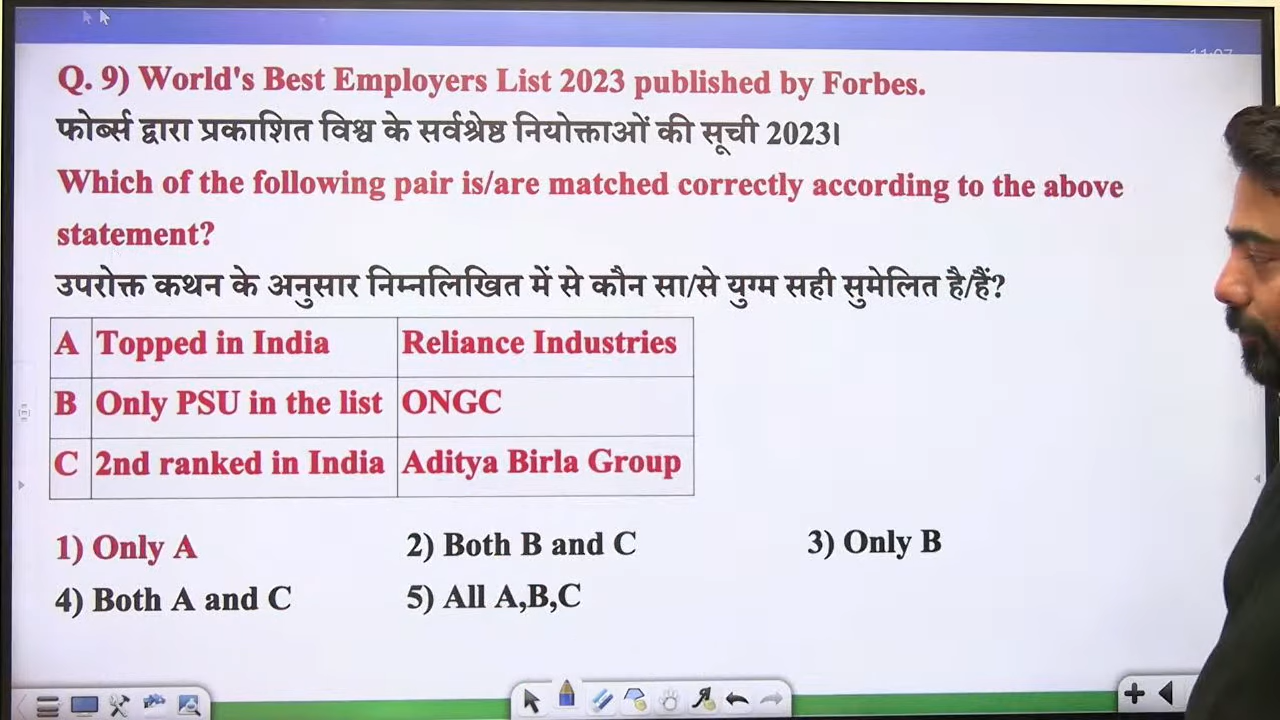 11:07
Q. 9) World's Best Employers List 2023 published by Forbes.
फोर्ब्स द्वारा प्रकाशित विश्व के सर्वश्रेष्ठ नियोक्ताओं की सूची 2023।
Which of the following pair is/are matched correctly according to the above
statement?
उपरोक्त कथन के अनुसार निम्नलिखित में से कौन सा/से युग्म सही सुमेलित है/हैं?
A Topped in India Reliance Industries
B Only PSU in the list ONGC
C 2nd ranked in India Aditya Birla Group
1) Only A 2) Both B and C 3) Only B
4) Both A and C 5) All A,B,C